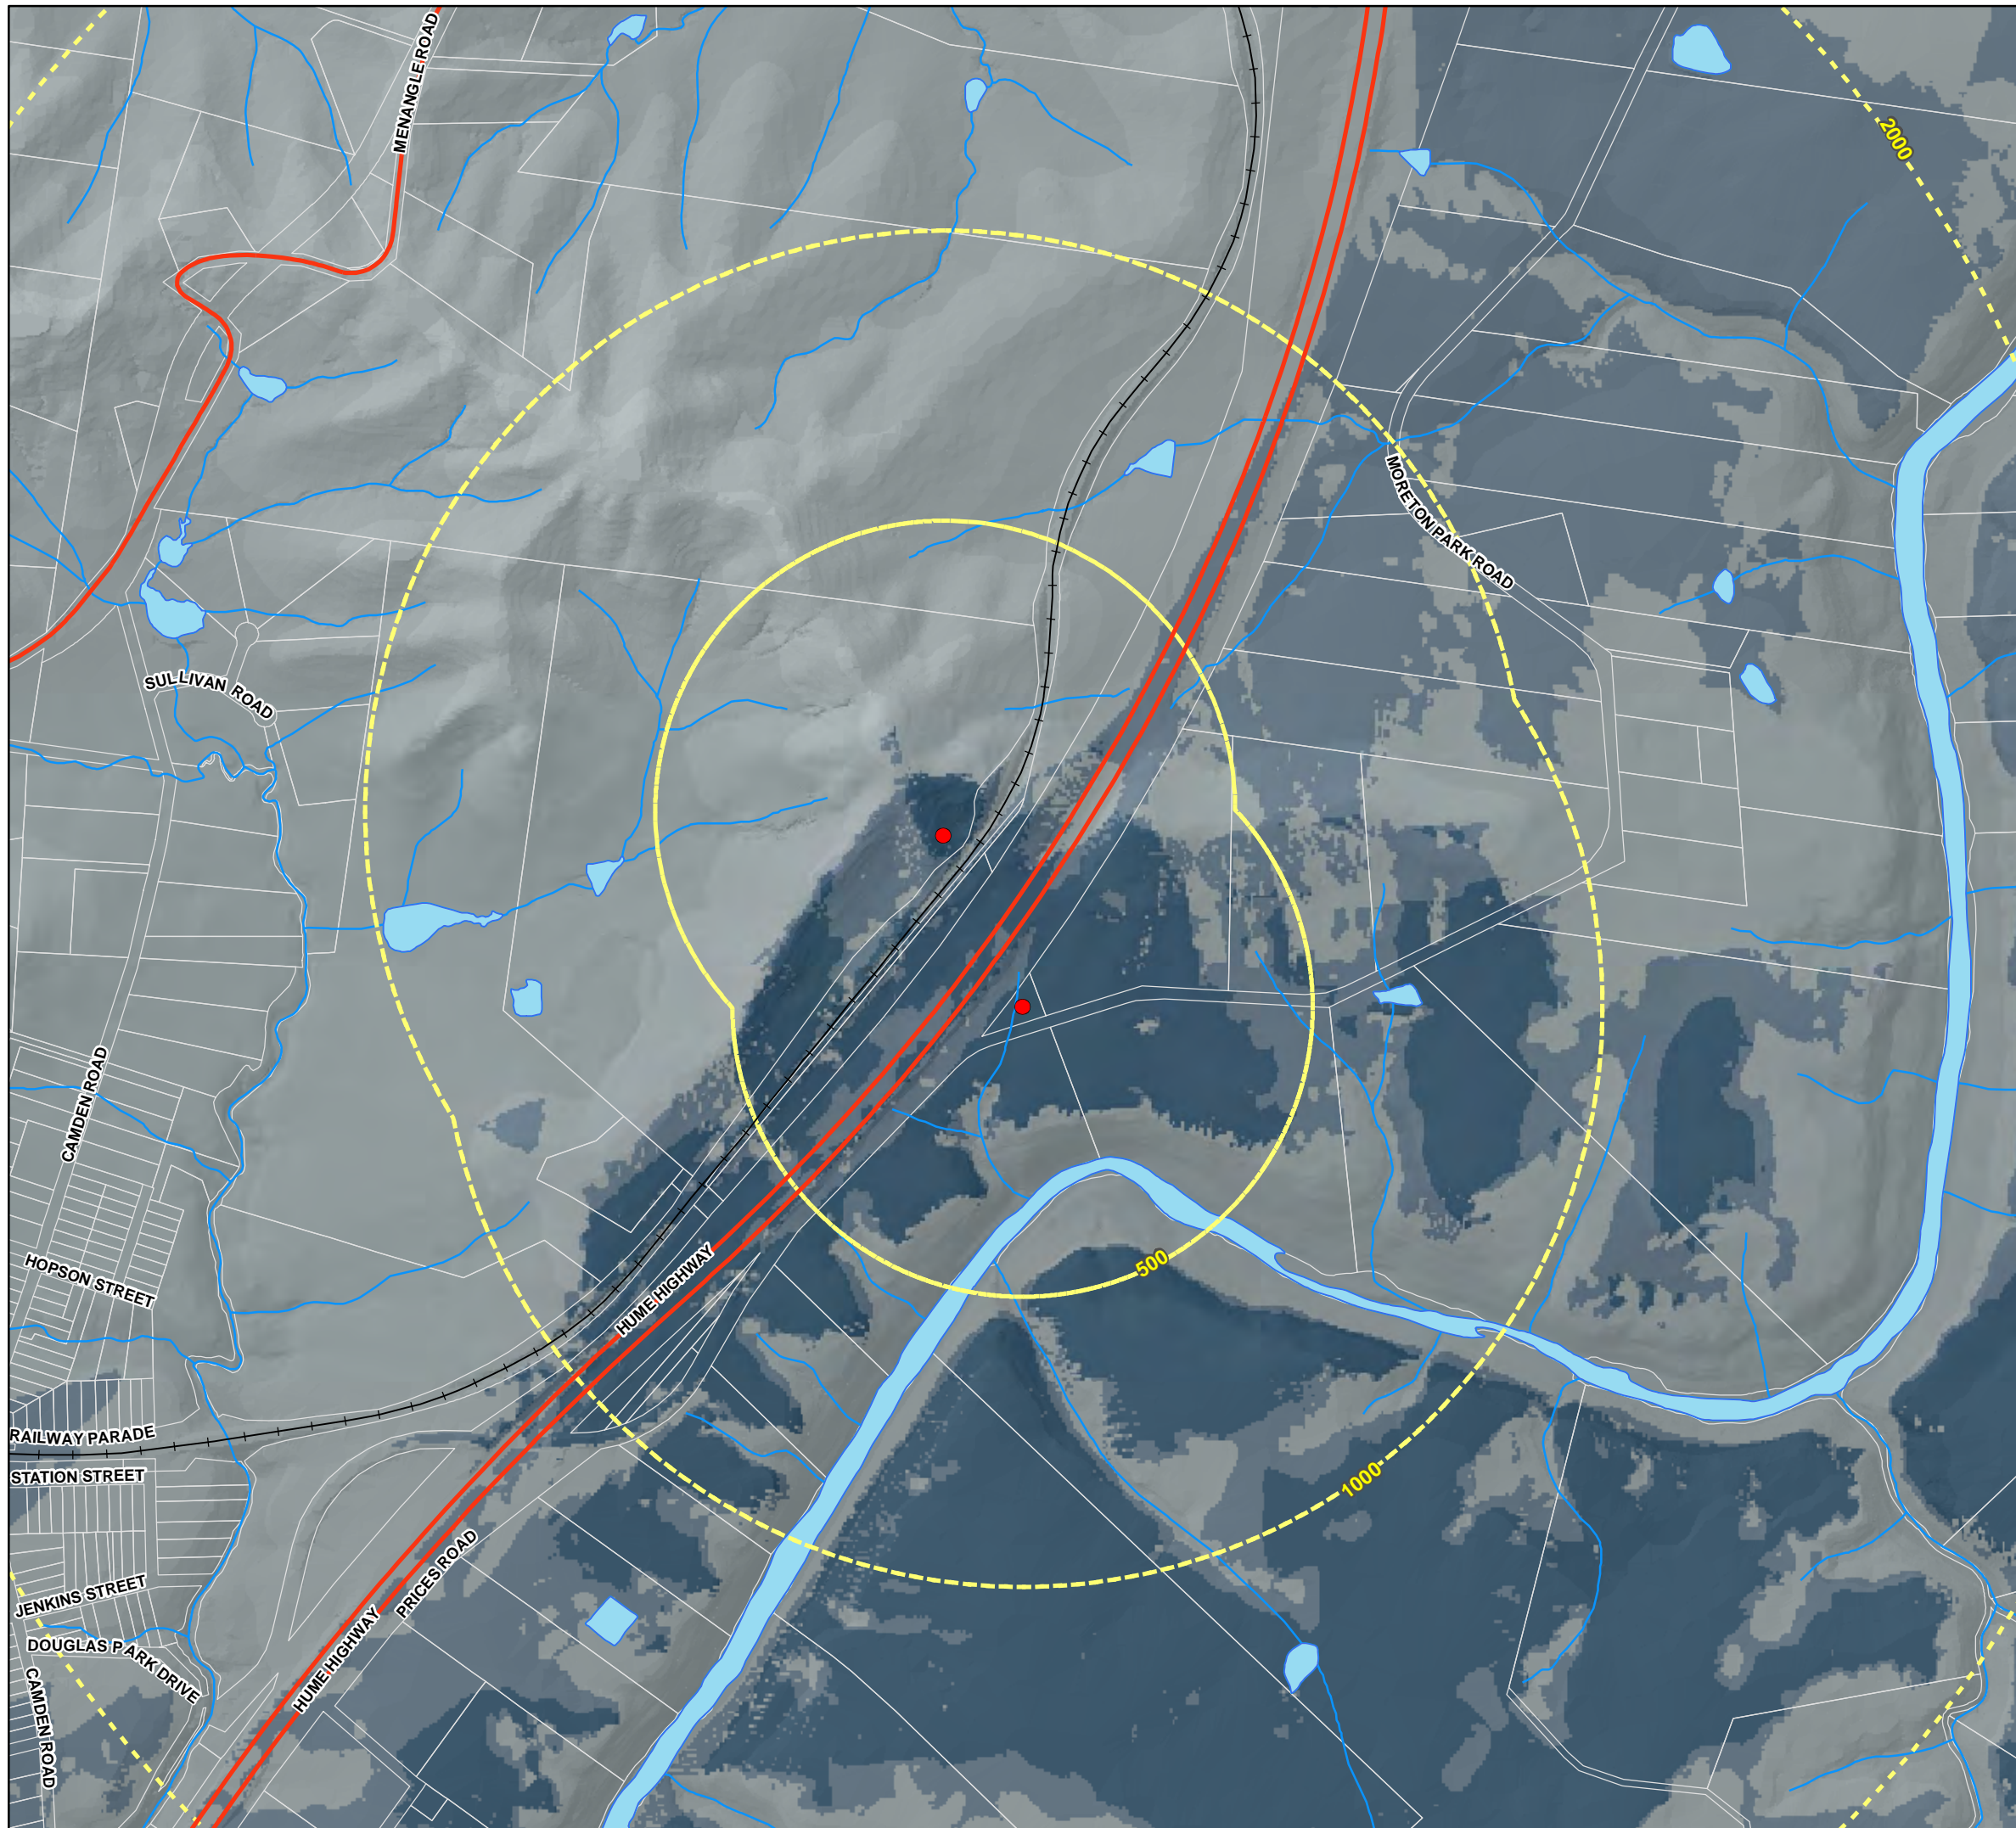 MENANGLE ROAD
2000
MORETON PARK ROAD
SULLIVAN ROAD
CAMDEN ROAD
HOPSON STREET
HUME HIGHWAY
500
RAILWAY PARADE
STATION STREET
1000
PRICES ROAD
JENKINS STREET
HUME HIGHWAY
DOUGLAS PARK DRIVE
CAMDEN ROAD